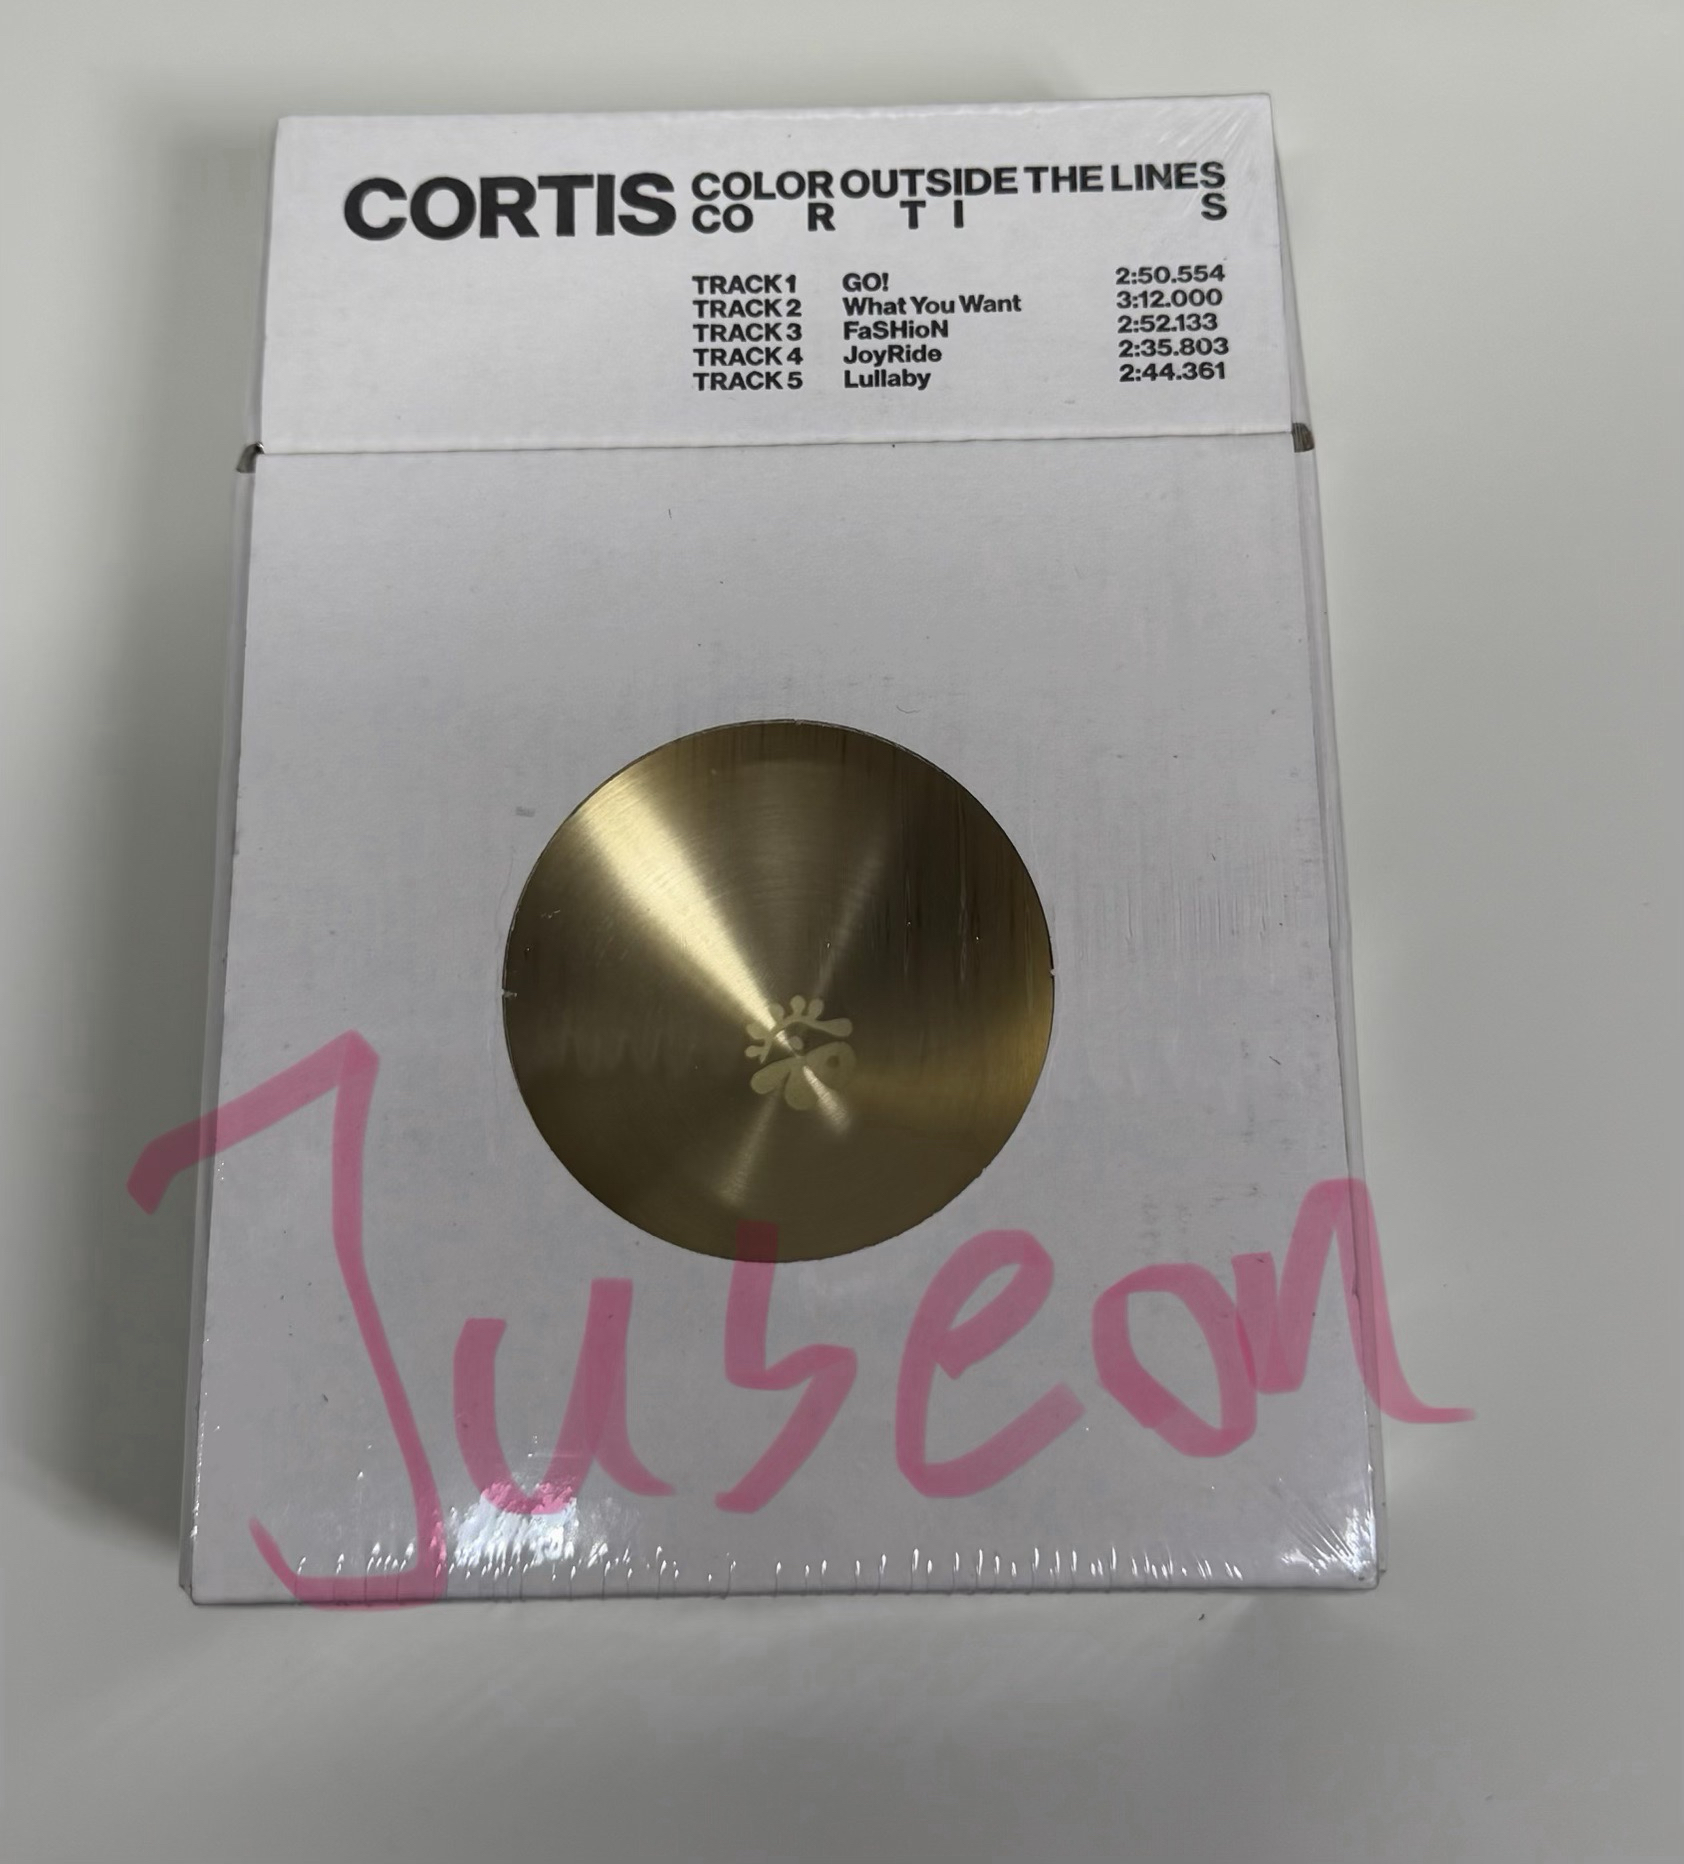 CORTIS COLOR OUTSIDE THE LINES
CO R T I S
TRACK 1 GO! 2:50.554
TRACK 2 What You Want 3:12.000
TRACK 3 FaSHioN 2:52.133
TRACK 4 JoyRide 2:35.803
TRACK 5 Lullaby 2:44.361
Juseon